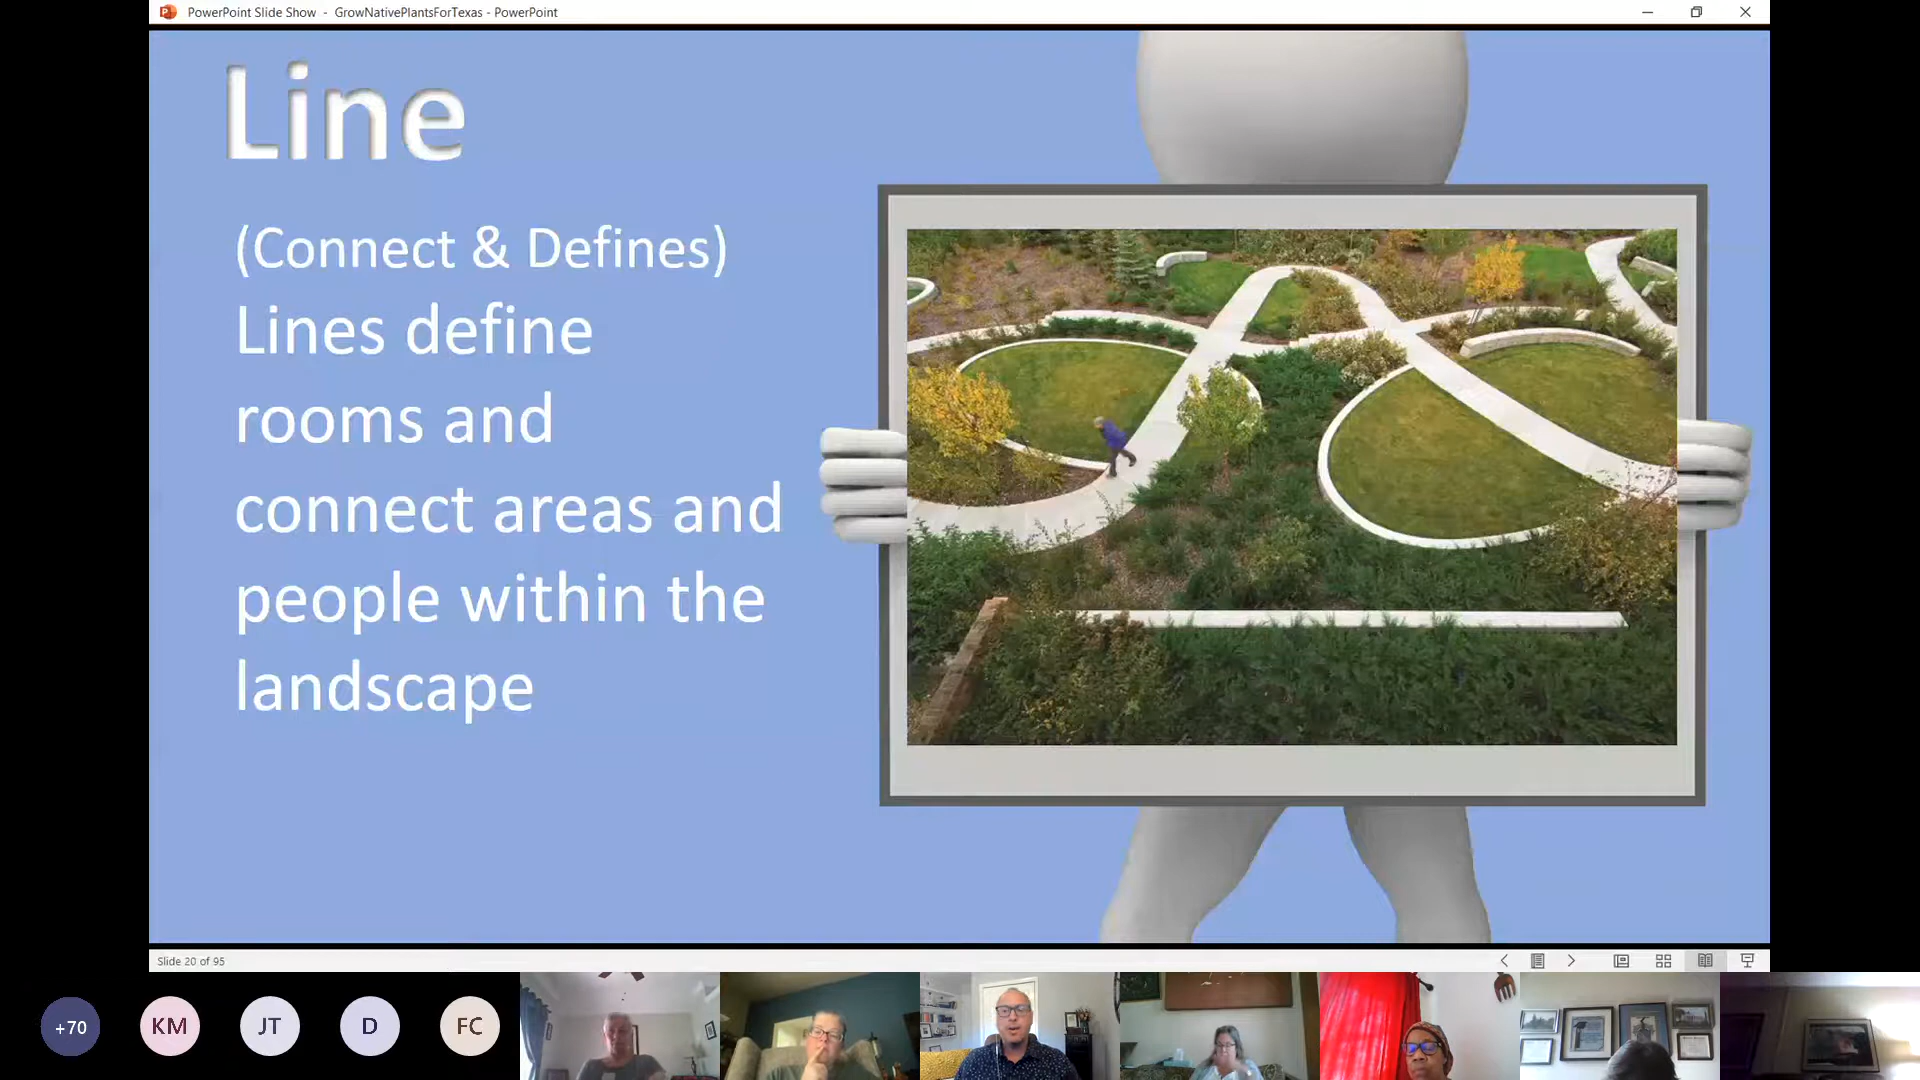 PowerPoint Slide Show - GrowNativePlantsForTexas - PowerPoint
Line
(Connect & Defines)
Lines define
rooms and
connect areas and
people within the
landscape
Slide 20 of 95
+70
KM
JT
D
FC